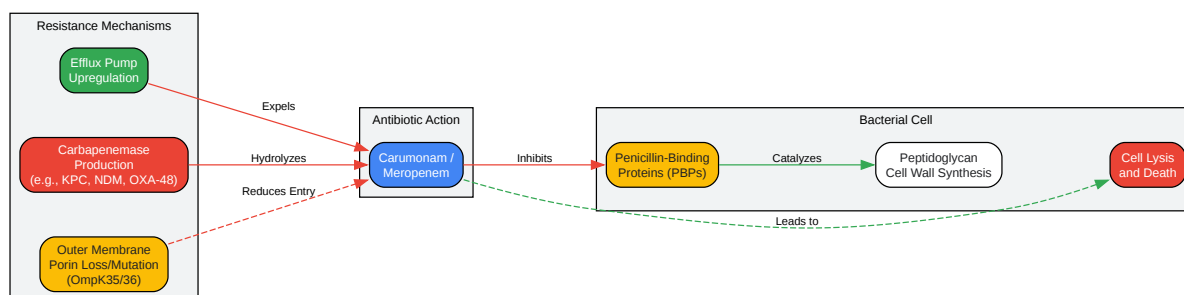 Resistance Mechanisms
Efflux Pump
Upregulation
Expels
Carbapenemase
Production
(e.g., KPC, NDM, OXA-48)
Hydrolyzes
Reduces Entry
Outer Membrane
Porin Loss/Mutation
(OmpK35/36)
Antibiotic Action
Carumonam /
Meropenem
Inhibits
Bacterial Cell
Penicillin-Binding
Proteins (PBPs)
Catalyzes
Peptidoglycan
Cell Wall Synthesis
Cell Lysis
and Death
Leads to